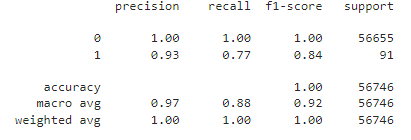 precision recall f1-score support
0 1.00 1.00 1.00 56655
1 0.93 0.77 0.84 91
accuracy 1.00 56746
macro avg 0.97 0.88 0.92 56746
weighted avg 1.00 1.00 1.00 56746